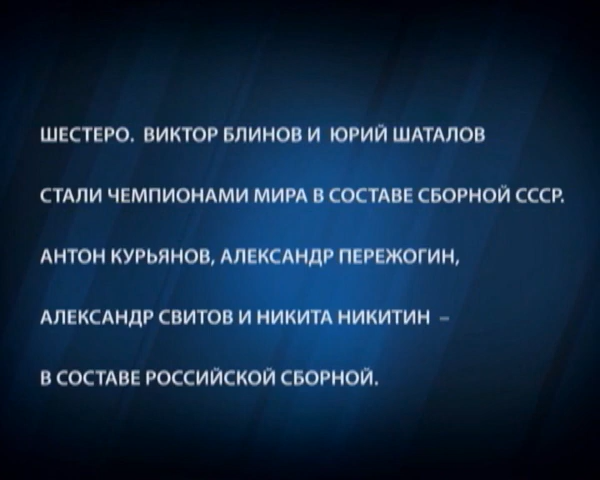 ШЕСТЕРО. ВИКТОР БЛИНОВ И ЮРИЙ ШАТАЛОВ
СТАЛИ ЧЕМПИОНАМИ МИРА В СОСТАВЕ СБОРНОЙ СССР.
АНТОН КУРЬЯНОВ, АЛЕКСАНДР ПЕРЕЖОГИН,
АЛЕКСАНДР СВИТОВ И НИКИТА НИКИТИН –
В СОСТАВЕ РОССИЙСКОЙ СБОРНОЙ.